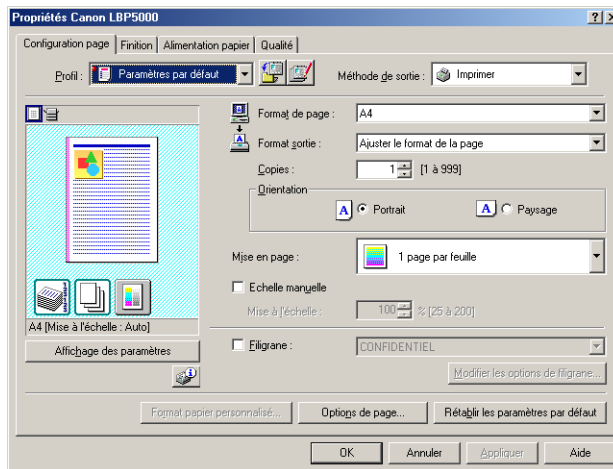 Propriétés Canon LBP5000
Configuration page Finition Alimentation papier Qualité
Profil : Paramètres par défaut Méthode de sortie : Imprimer
Format de page : A4
Format sortie : Ajuster le format de la page
Copies : 1 [1 à 999]
Orientation
A Portrait A Paysage
Mise en page : 1 page par feuille
Echelle manuelle
Mise à l'échelle : 100 % [25 à 200]
A4 [Mise à l'échelle : Auto]
Affichage des paramètres
Filigrane : CONFIDENTIEL
Modifier les options de filigrane...
Format papier personnalisé... Options de page... Rétablir les paramètres par défaut
OK Annuler Appliquer Aide